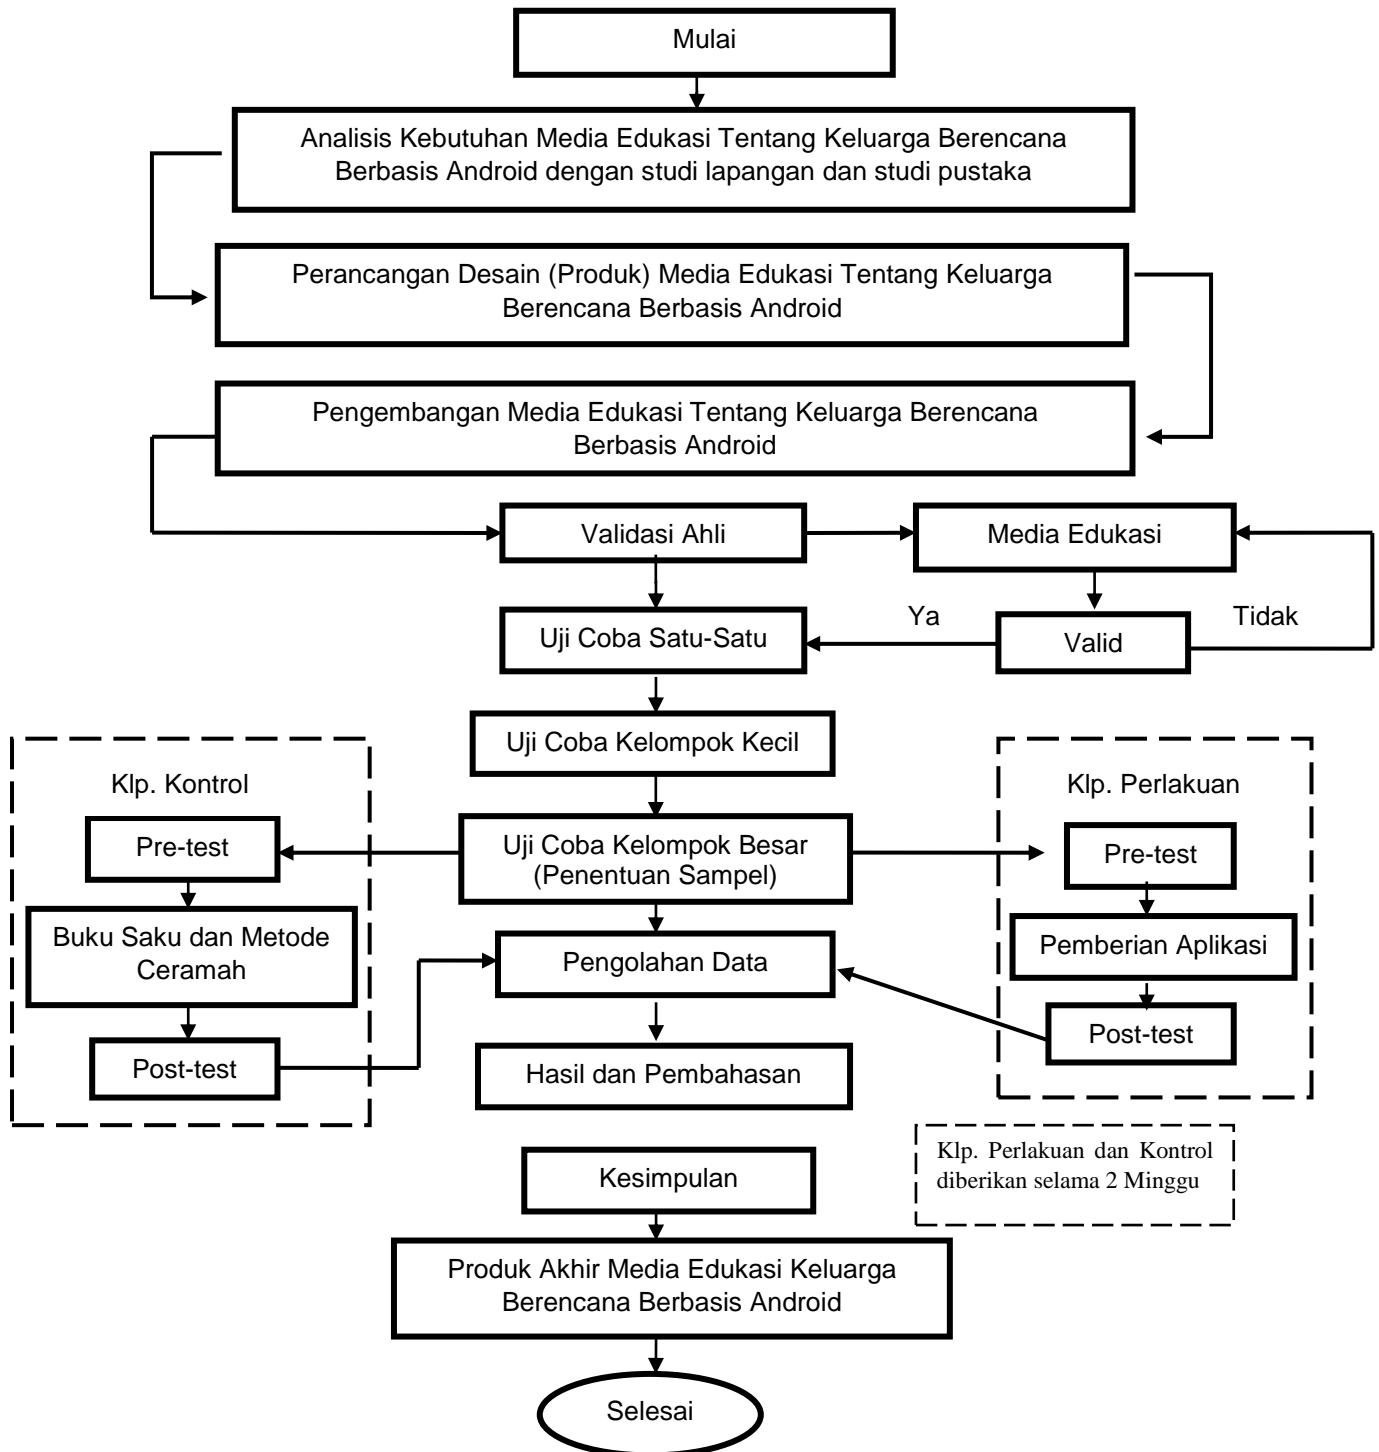 Mulai
Analisis Kebutuhan Media Edukasi Tentang Keluarga Berencana
Berbasis Android dengan studi lapangan dan studi pustaka
Perancangan Desain (Produk) Media Edukasi Tentang Keluarga
Berencana Berbasis Android
Pengembangan Media Edukasi Tentang Keluarga Berencana
Berbasis Android
Validasi Ahli
Media Edukasi
Ya
Tidak
Uji Coba Satu-Satu
Valid
Uji Coba Kelompok Kecil
Klp. Kontrol
Pre-test
Buku Saku dan Metode
Ceramah
Post-test
Uji Coba Kelompok Besar
(Penentuan Sampel)
Klp. Perlakuan
Pre-test
Pemberian Aplikasi
Post-test
Pengolahan Data
Hasil dan Pembahasan
Klp. Perlakuan dan Kontrol
diberikan selama 2 Minggu
Kesimpulan
Produk Akhir Media Edukasi Keluarga
Berencana Berbasis Android
Selesai